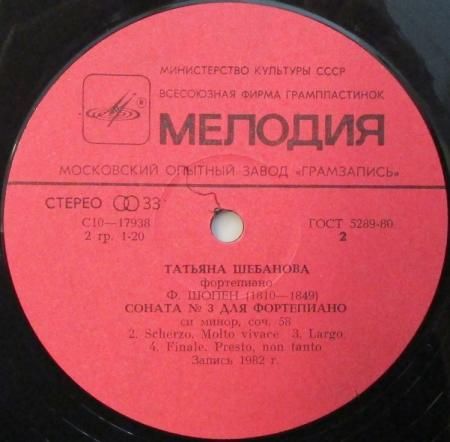 МИНИСТЕРСТВО КУЛЬТУРЫ СССР
ВСЕСОЮЗНАЯ ФИРМА ГРАМПЛАСТИНОК
МЕЛОДИЯ
МОСКОВСКИЙ ОПЫТНЫЙ ЗАВОД «ГРАМЗАПИСЬ»
СТЕРЕО 33
С10—17938
2 гр. 1-20
ГОСТ 5289-80
2
ТАТЬЯНА ШЕБАНОВА
фортепиано
Ф. ШОПЕН (1810—1849)
СОНАТА № 3 ДЛЯ ФОРТЕПИАНО
си минор, соч. 58
2. Scherzo. Molto vivace 3. Largo
4. Finale. Presto, non tanto
Запись 1982 г.